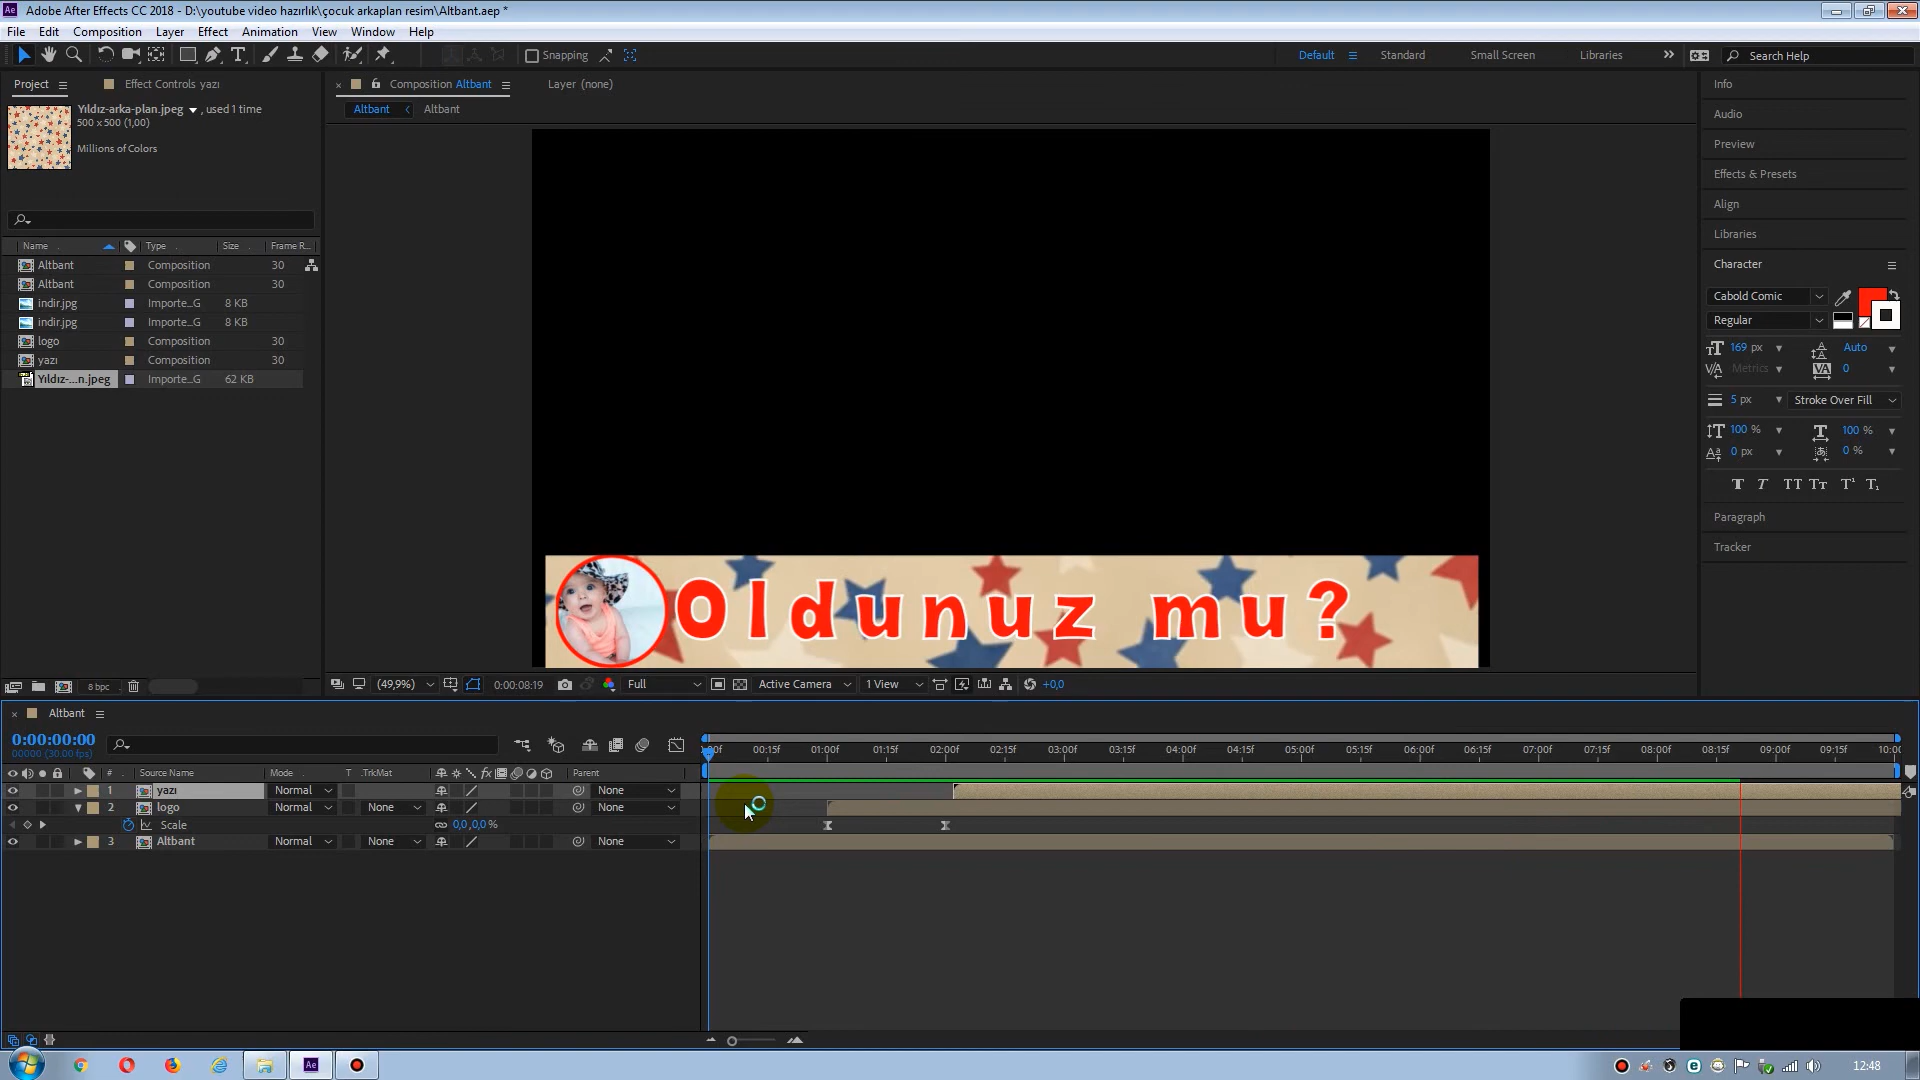 Adobe After Effects CC 2018 - D:\youtube video hazırlık\çocuk arkaplan resim\Altbant.aep *
File Edit Composition Layer Effect Animation View Window Help
Snapping Default Standard Small Screen Libraries Search Help
Project Effect Controls yazı
Composition Altbant Layer (none)
Altbant Altbant
Yıldız-arka-plan.jpeg , used 1 time
500 x 500 (1,00)
Millions of Colors
Name Type Size Frame R...
Altbant Composition 30
Altbant Composition 30
indir.jpg Importe...G 8 KB
indir.jpg Importe...G 8 KB
logo Composition 30
yazı Composition 30
Yıldız-...n.jpeg Importe...G 62 KB
8 bpc
Oldunuz mu?
(49,9%) 0:00:08:19 Full Active Camera 1 View +0,0
Info
Audio
Preview
Effects & Presets
Align
Libraries
Character
Cabold Comic
Regular
169 px Auto
Metrics 0
5 px Stroke Over Fill
100 % 100 %
0 px 0 %
T T TT Tт T¹ T₁
Paragraph
Tracker
Altbant
0:00:00:00
00000 (30.00 fps)
:00f 00:15f 01:00f 01:15f 02:00f 02:15f 03:00f 03:15f 04:00f 04:15f 05:00f 05:15f 06:00f 06:15f 07:00f 07:15f 08:00f 08:15f 09:00f 09:15f 10:00
# Source Name Mode T .TrkMat Parent
1 yazı Normal None
2 logo Normal None None
Scale 0,0,0,0%
3 Altbant Normal None None
12:48